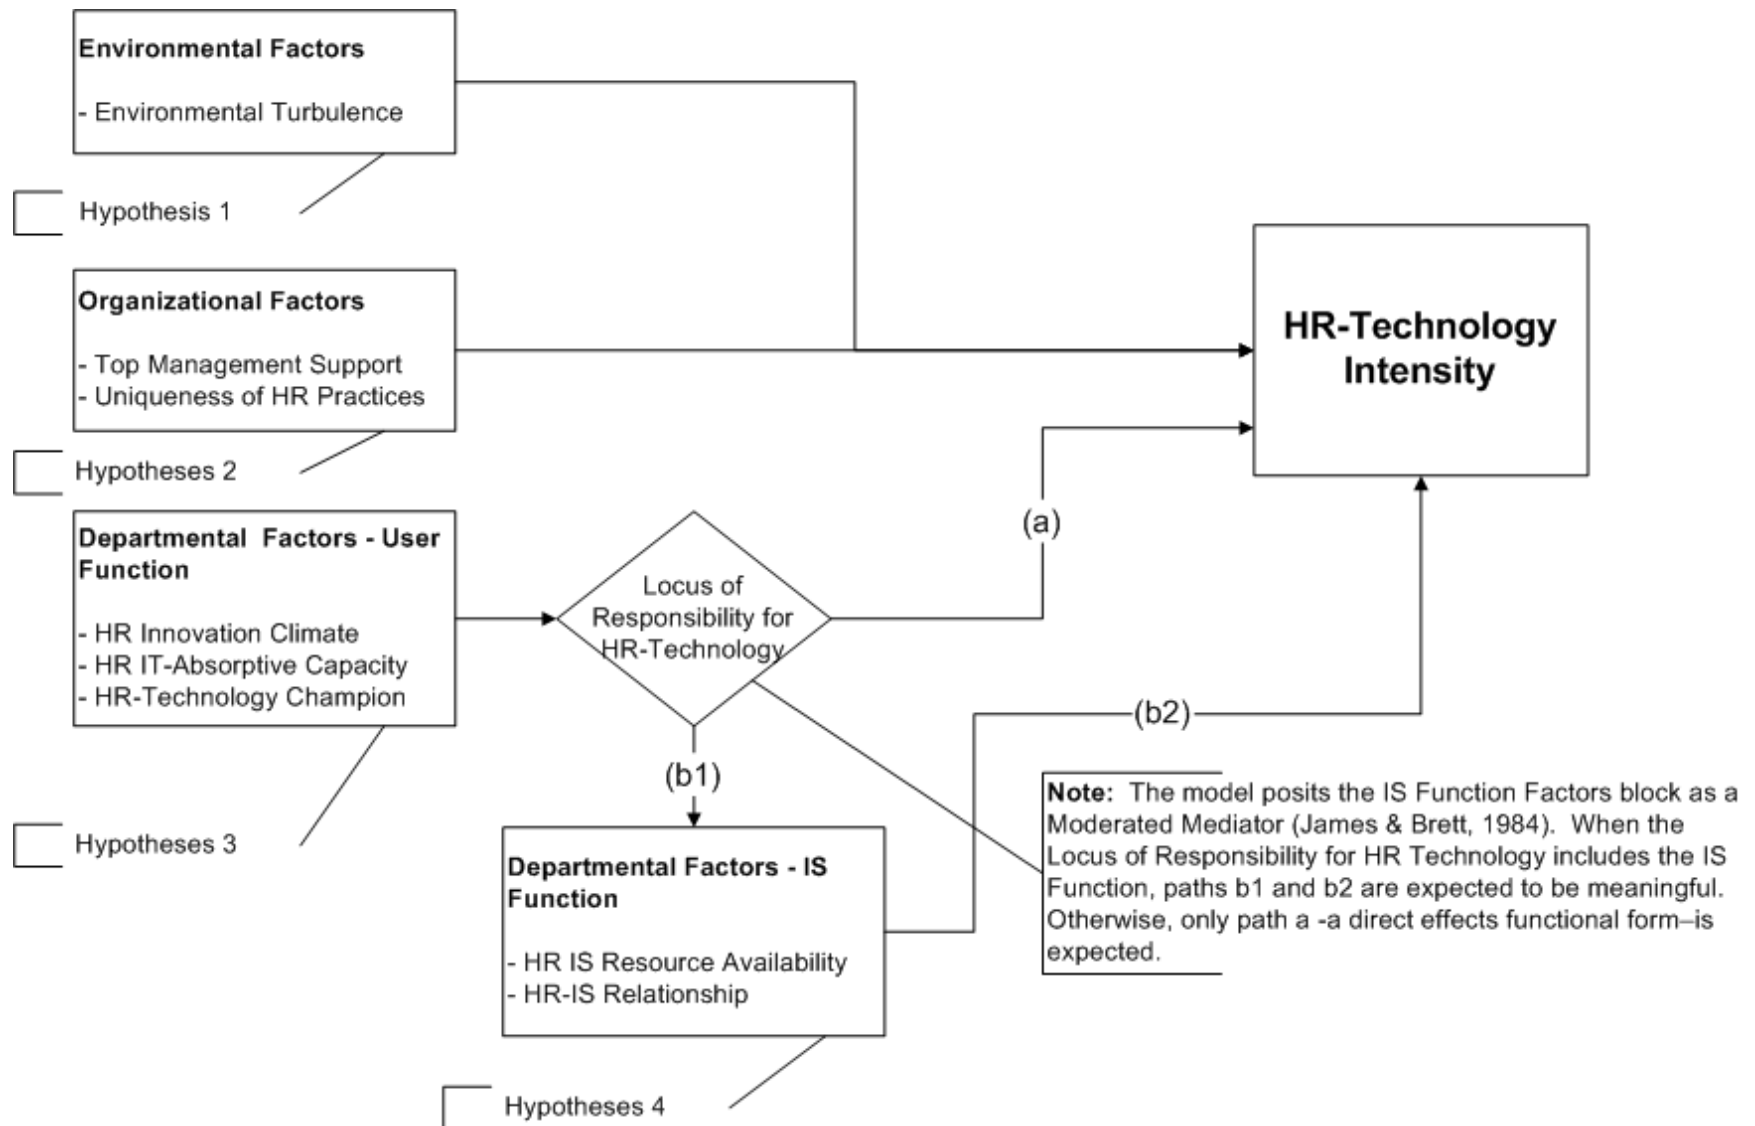 Environmental Factors
- Environmental Turbulence
Hypothesis 1
Organizational Factors
- Top Management Support
- Uniqueness of HR Practices
Hypotheses 2
HR-Technology
Intensity
Departmental  Factors - User
Function
- HR Innovation Climate
- HR IT-Absorptive Capacity
- HR-Technology Champion
Hypotheses 3
Locus of
Responsibility for
HR-Technology
(a)
(b1)
(b2)
Departmental Factors - IS
Function
- HR IS Resource Availability
- HR-IS Relationship
Hypotheses 4
Note:  The model posits the IS Function Factors block as a
Moderated Mediator (James & Brett, 1984).  When the
Locus of Responsibility for HR Technology includes the IS
Function, paths b1 and b2 are expected to be meaningful.
Otherwise, only path a -a direct effects functional form–is
expected.